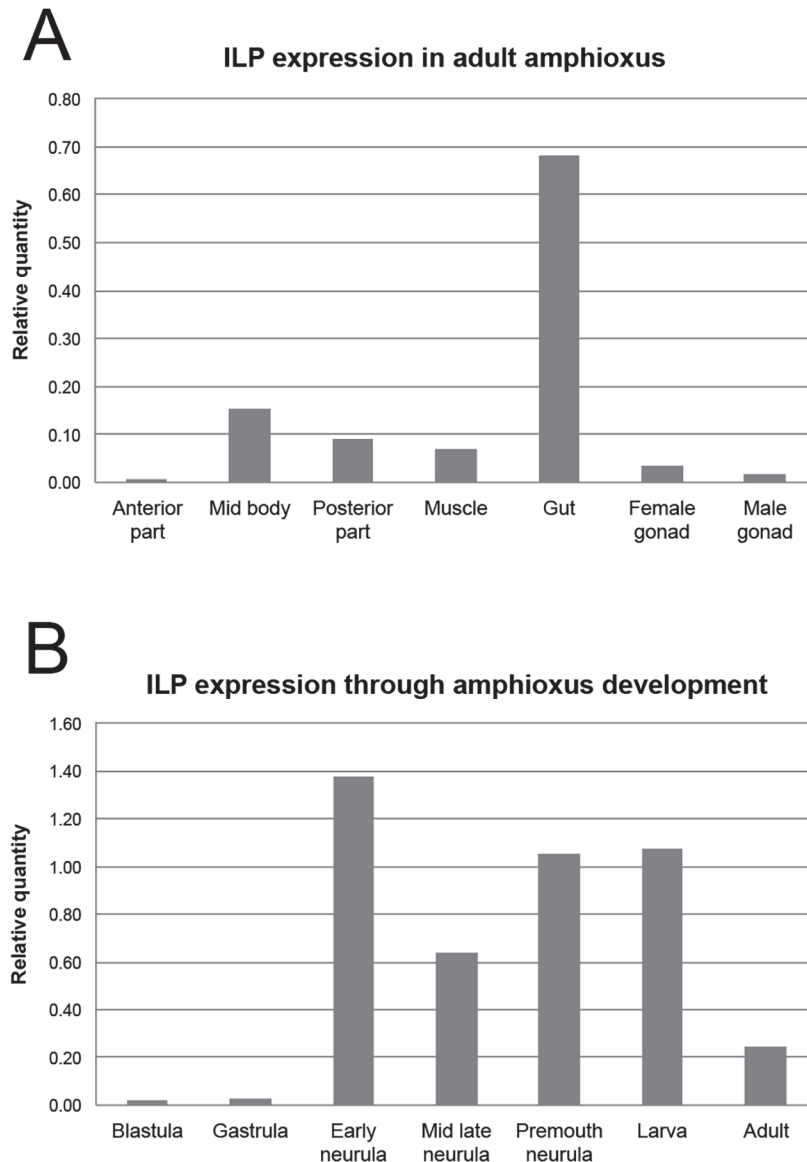 A
ILP expression in adult amphioxus
Relative quantity
0.80
0.70
0.60
0.50
0.40
0.30
0.20
0.10
0.00
Anterior part
Mid body
Posterior part
Muscle
Gut
Female gonad
Male gonad
B
ILP expression through amphioxus development
Relative quantity
1.60
1.40
1.20
1.00
0.80
0.60
0.40
0.20
0.00
Blastula
Gastrula
Early neurula
Mid late neurula
Premouth neurula
Larva
Adult